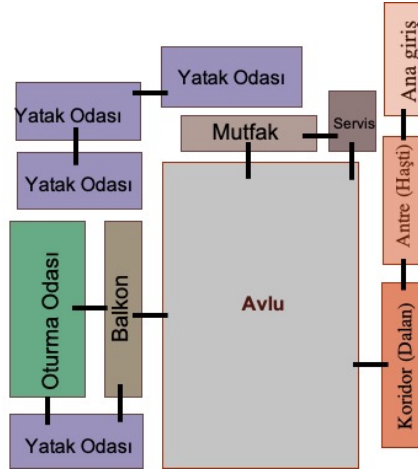 Yatak Odası
Ana giriş
Yatak Odası
Mutfak
Servis
Yatak Odası
Antre (Haşti)
Oturma Odası
Balkon
Avlu
Koridor (Dalan)
Yatak Odası